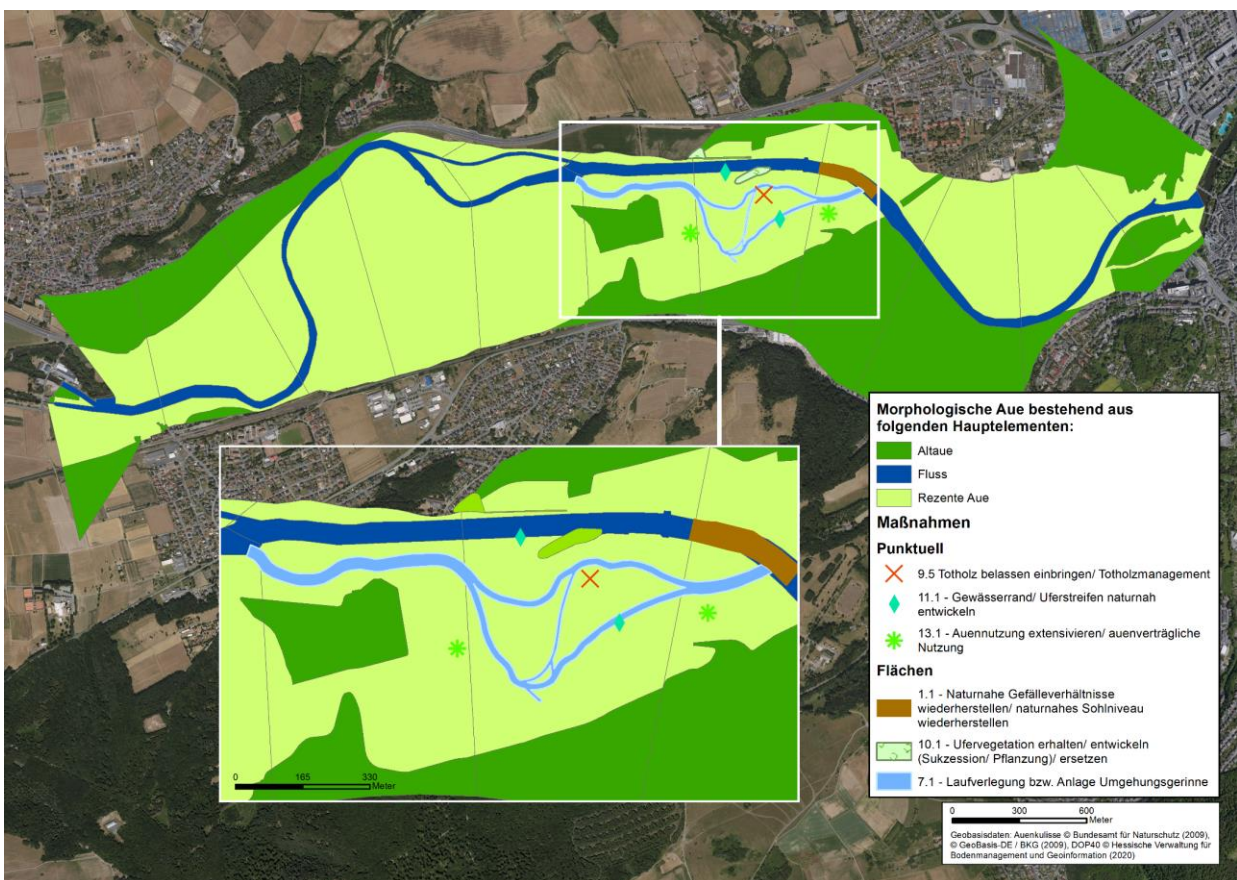 Morphologische Aue bestehend aus
folgenden Hauptelementen:
Altaue
Fluss
Rezente Aue
Maßnahmen
Punktuell
9.5 Totholz belassen einbringen/ Totholzmanagement
11.1 - Gewässerrand/ Uferstreifen naturnah
entwickeln
13.1 - Auennutzung extensivieren/ auenverträgliche
Nutzung
Flächen
1.1 - Naturnahe Gefälleverhältnisse
wiederherstellen/ naturnahes Sohlniveau
wiederherstellen
10.1 - Ufervegetation erhalten/ entwickeln
(Sukzession/ Pflanzung)/ ersetzen
7.1 - Laufverlegung bzw. Anlage Umgehungsgerinne
0 165 330
Meter
0 300 600
Meter
Geobasisdaten: Auenkulisse © Bundesamt für Naturschutz (2009),
© GeoBasis-DE / BKG (2009), DOP40 © Hessische Verwaltung für
Bodenmanagement und Geoinformation (2020)